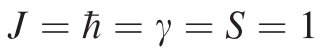 J = ℏ = γ = S = 1